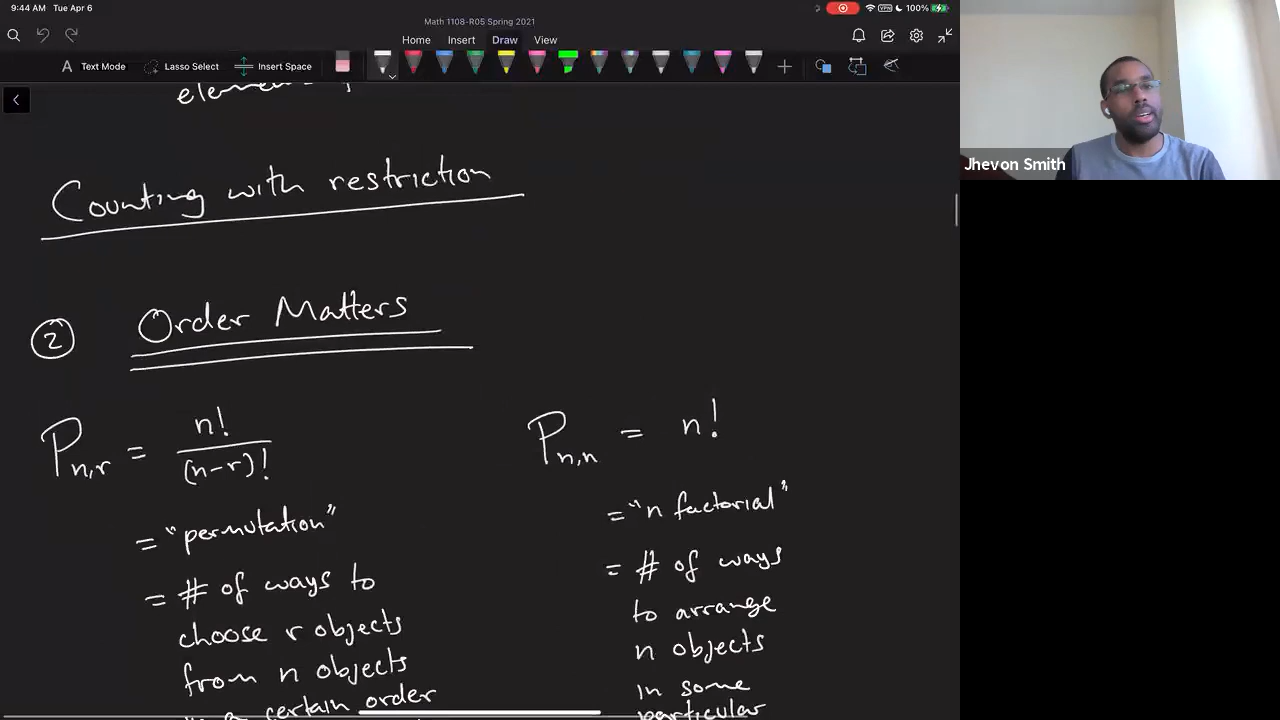 9:44 AM Tue Apr 6
100%
VPN
Math 1108-R05 Spring 2021
Home Insert Draw View
A Text Mode Lasso Select Insert Space
Counting with restriction
2 Order Matters
P n,r = n! / (n-r)!
= "permutation"
= # of ways to
choose r objects
from n objects
certain order
P n,n = n!
= "n factorial"
= # of ways
to arrange
n objects
in some
particular
Jhevon Smith